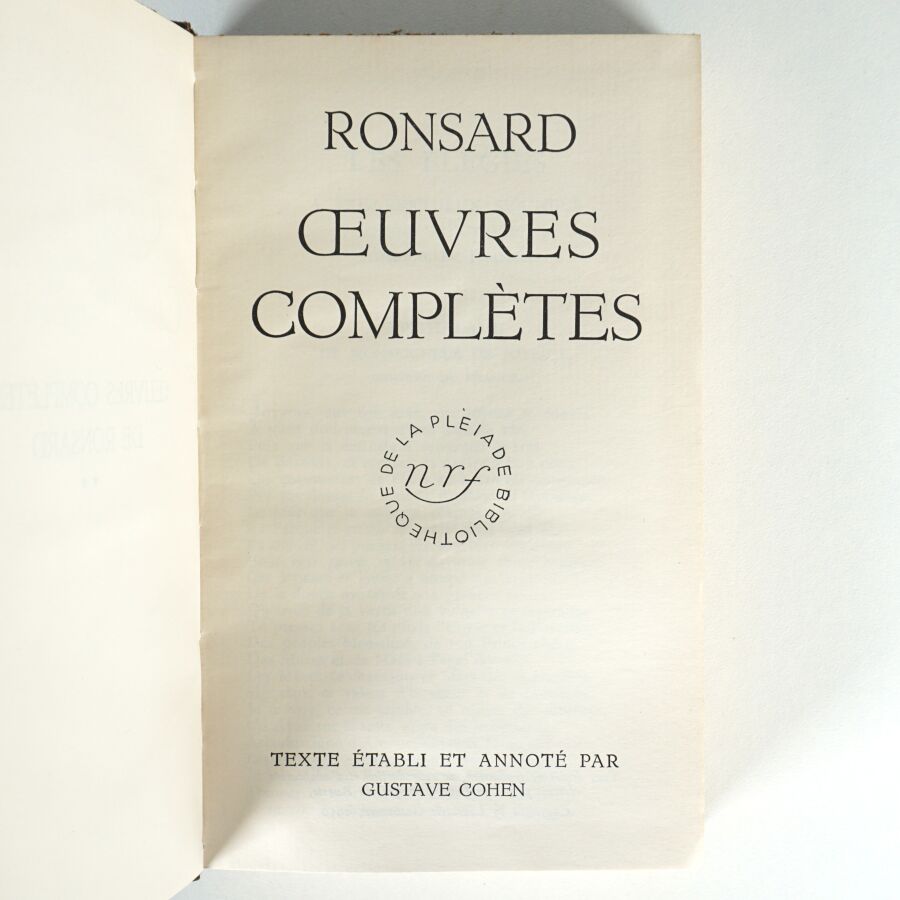 RONSARD
ŒUVRES
COMPLÈTES
BIBLIOTHÈQUE DE LA PLÉIADE
nrf
TEXTE ÉTABLI ET ANNOTÉ PAR
GUSTAVE COHEN